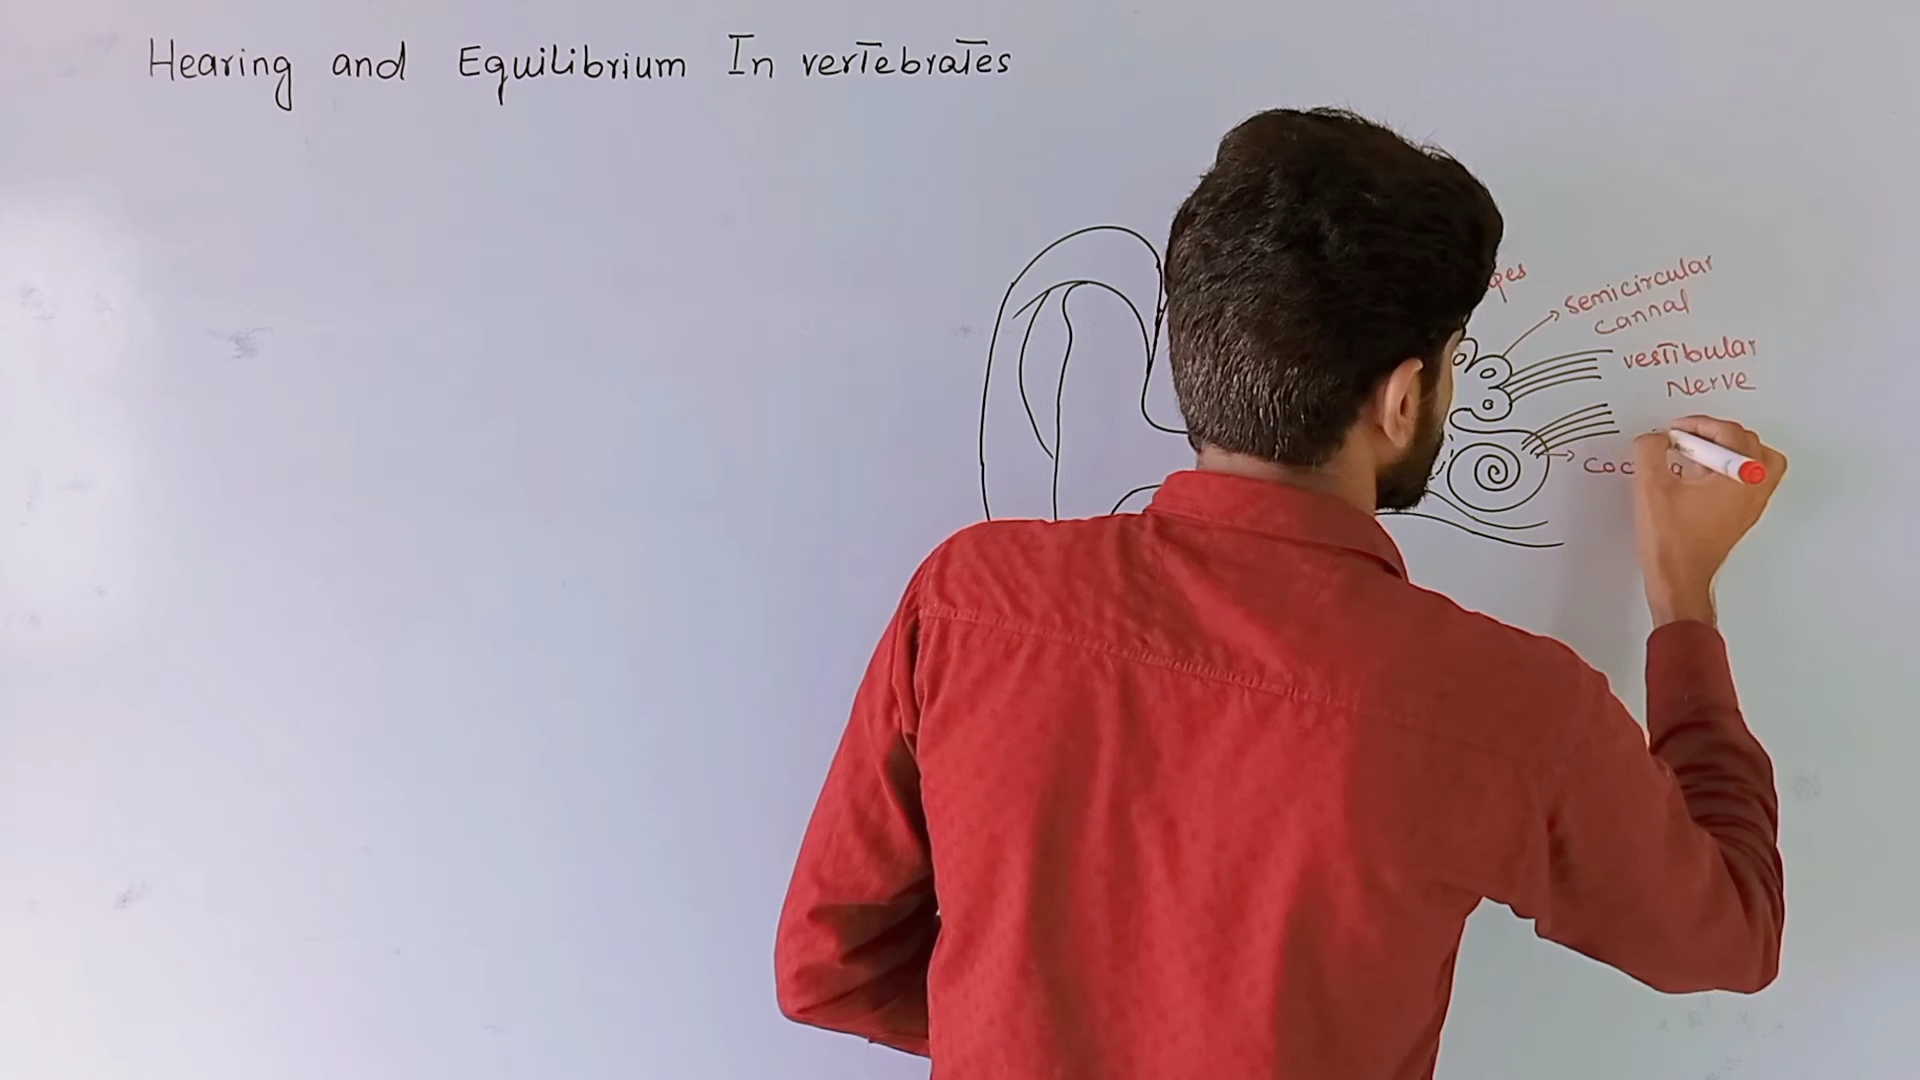 Hearing and Equilibrium In vertebrates
semicircular
cannal
vestibular
Nerve